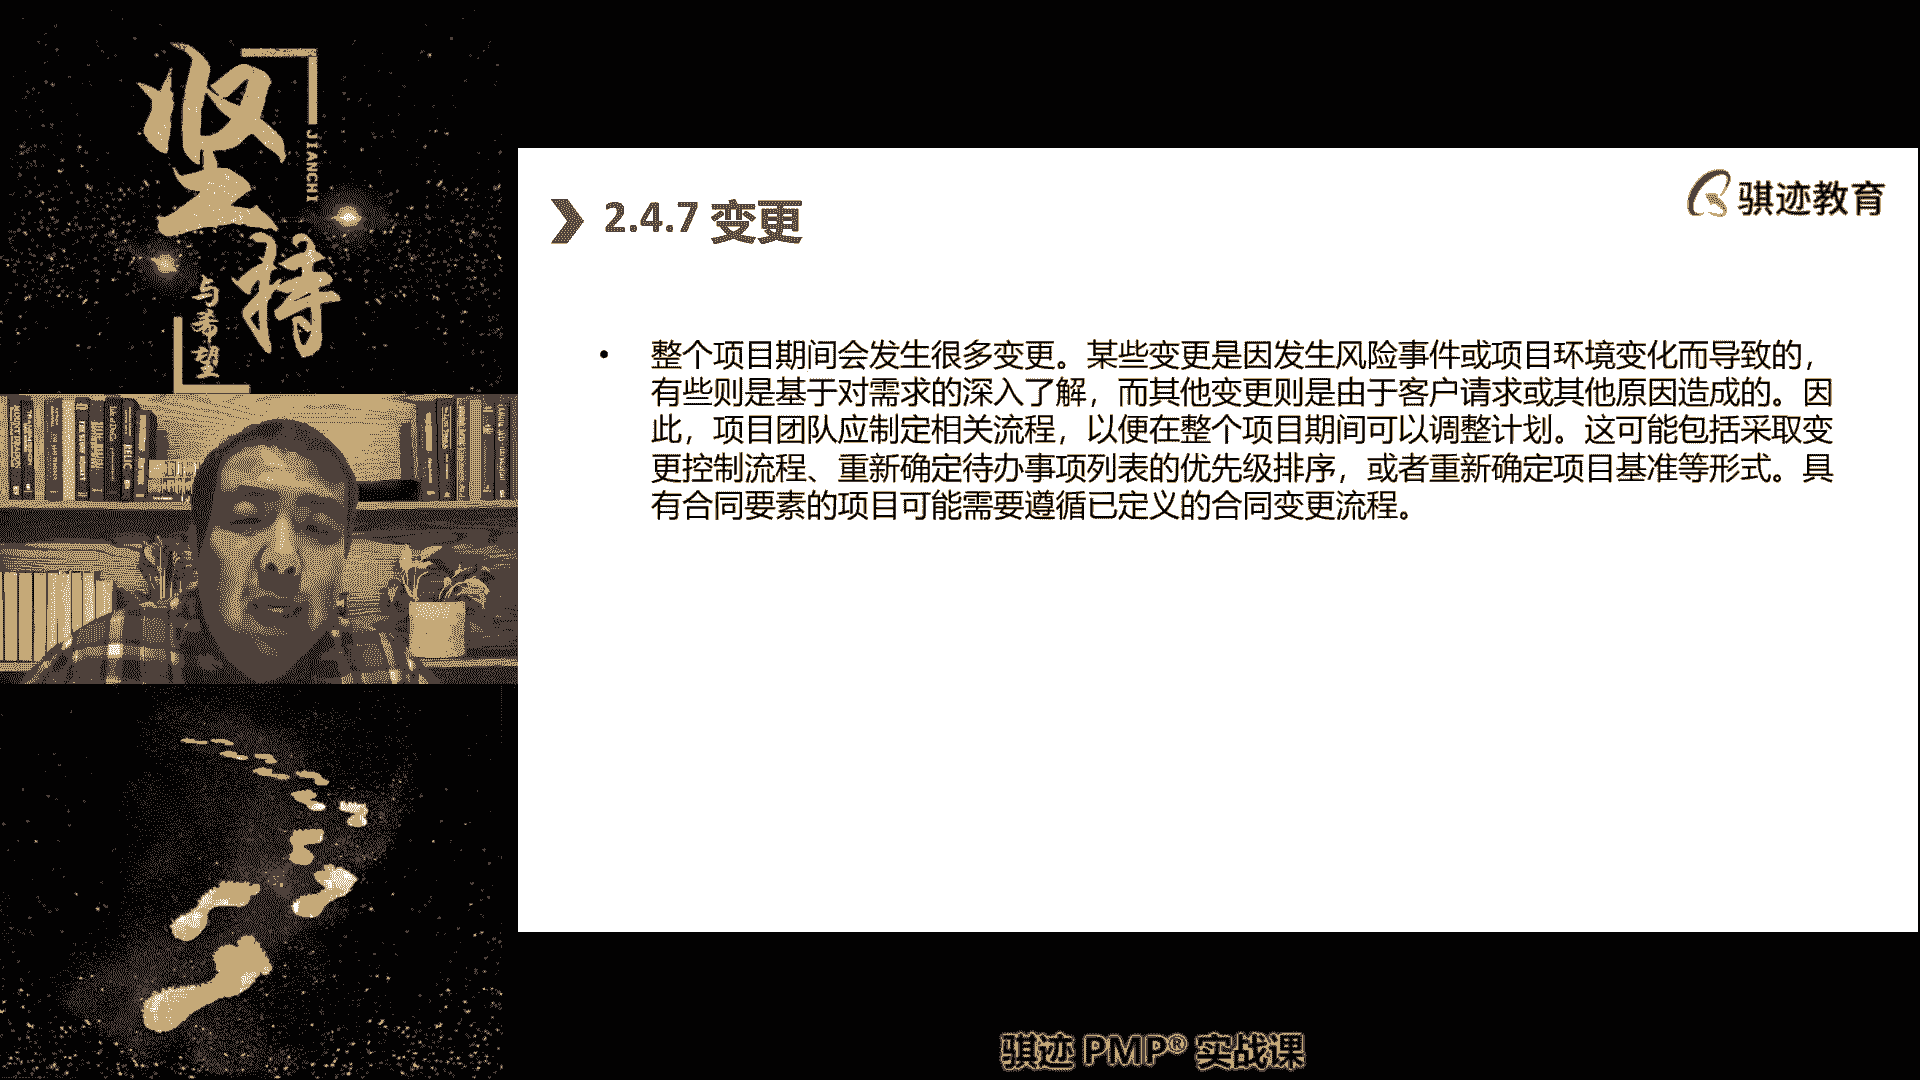 坚持
JIANCHI
与希望
骐迹教育
2.4.7 变更
• 整个项目期间会发生很多变更。某些变更是因发生风险事件或项目环境变化而导致的，
有些则是基于对需求的深入了解，而其他变更则是由于客户请求或其他原因造成的。因
此，项目团队应制定相关流程，以便在整个项目期间可以调整计划。这可能包括采取变
更控制流程、重新确定待办事项列表的优先级排序，或者重新确定项目基准等形式。具
有合同要素的项目可能需要遵循已定义的合同变更流程。
骐迹 PMP® 实战课